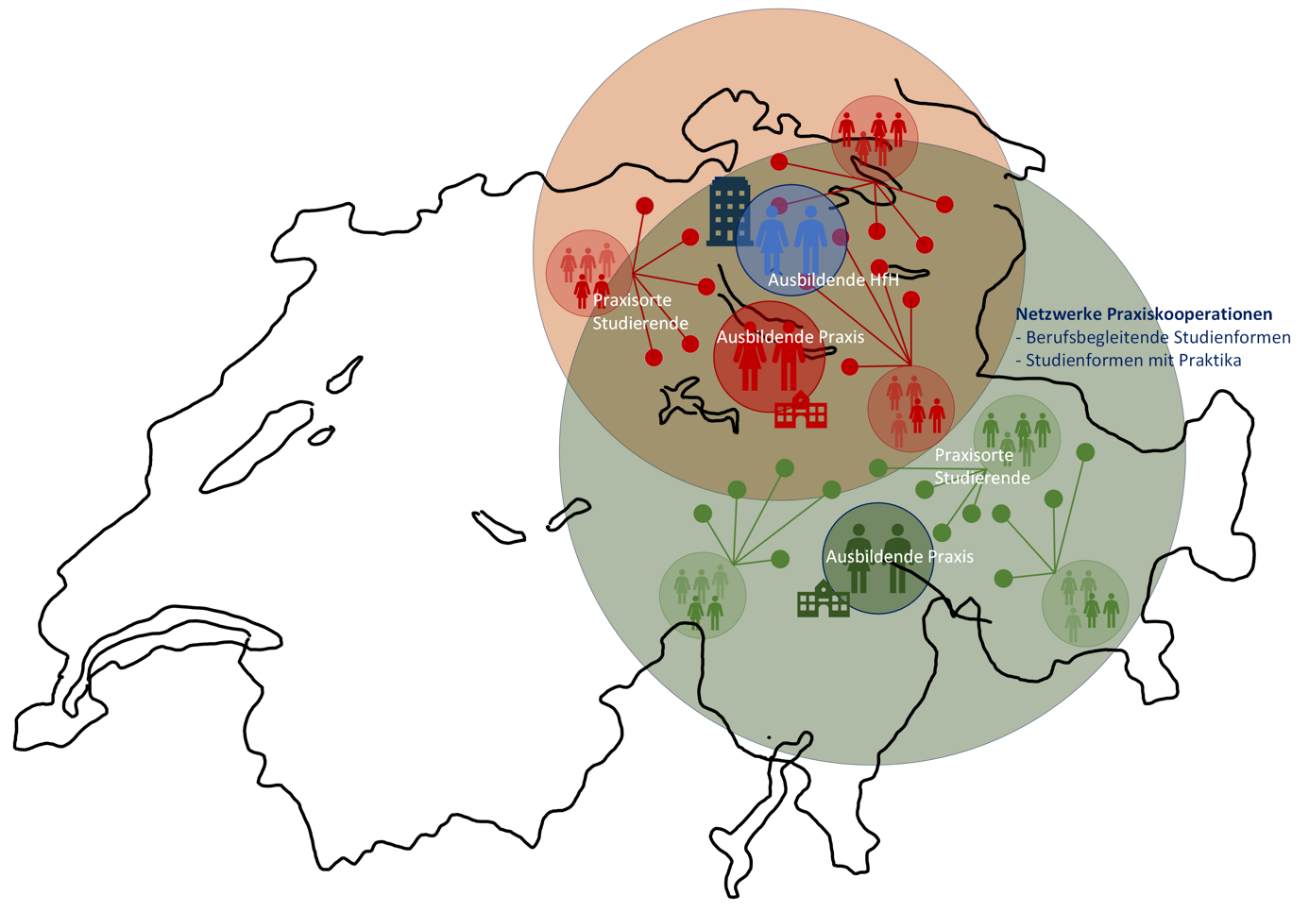 Ausbildende HfH
Praxisorte
Studierende
Ausbildende Praxis
Netzwerke Praxiskooperationen
- Berufsbegleitende Studienformen
- Studienformen mit Praktika
Praxisorte
Studierende
Ausbildende Praxis